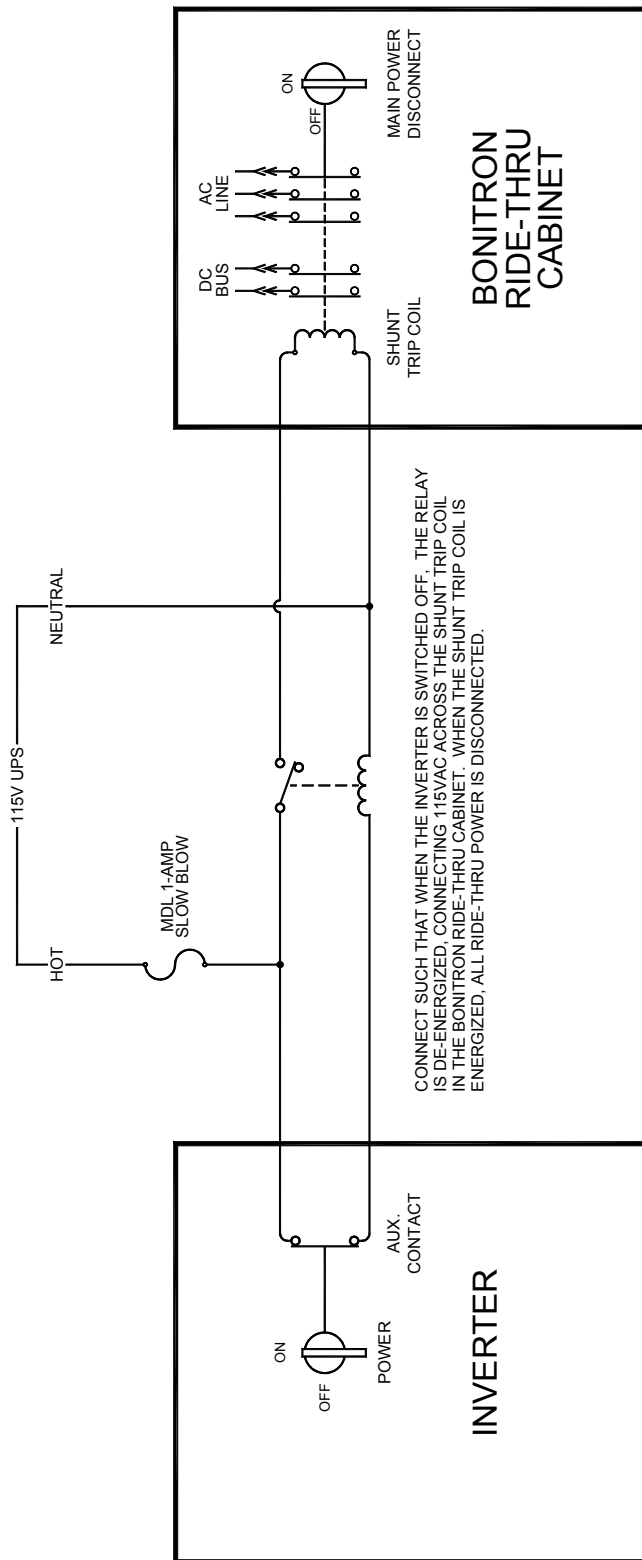 115V UPS
HOT
NEUTRAL
MDL 1-AMP
SLOW BLOW
ON
OFF
POWER
AUX.
CONTACT
INVERTER
CONNECT SUCH THAT WHEN THE INVERTER IS SWITCHED OFF, THE RELAY
IS DE-ENERGIZED, CONNECTING 115VAC ACROSS THE SHUNT TRIP COIL
IN THE BONITRON RIDE-THRU CABINET. WHEN THE SHUNT TRIP COIL IS
ENERGIZED, ALL RIDE-THRU POWER IS DISCONNECTED.
DC
BUS
AC
LINE
ON
OFF
SHUNT
TRIP COIL
MAIN POWER
DISCONNECT
BONITRON
RIDE-THRU
CABINET